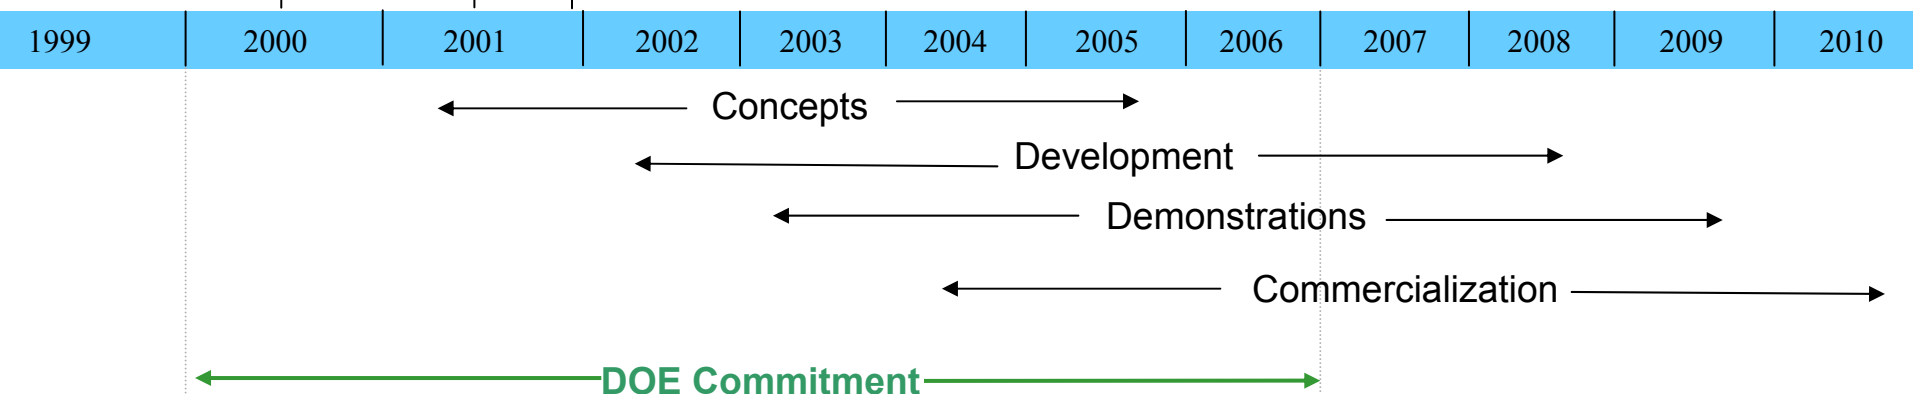 1999 2000 2001 2002 2003 2004 2005 2006 2007 2008 2009 2010
Concepts
Development
Demonstrations
Commercialization
DOE Commitment